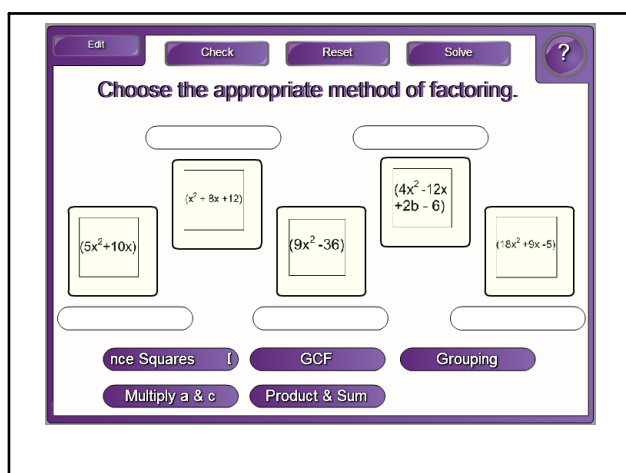 Edit
Check
Reset
Solve
?
Choose the appropriate method of factoring.
(x² + 8x +12)
(4x² -12x
+2b - 6)
(5x²+10x)
(9x² -36)
(18x² +9x -5)
nce Squares [
GCF
Grouping
Multiply a & c
Product & Sum